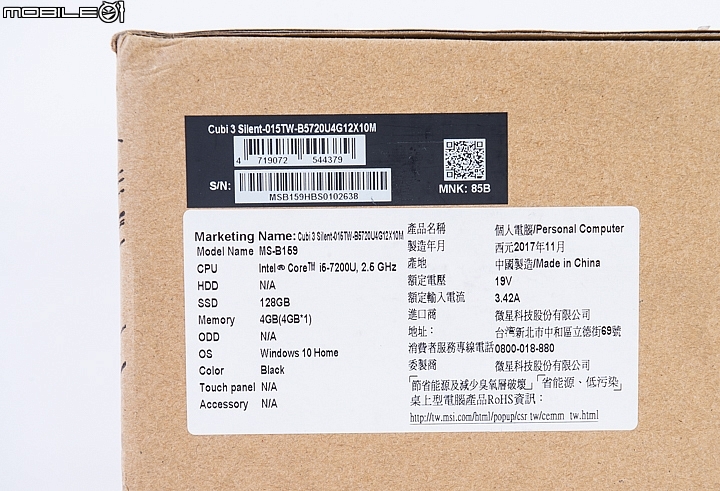 MOBILE01
Cubi 3 Silent-015TW-B5720U4G12X10M
4 719072 544379
S/N:
MSB159HBS0102638
MNK: 85B
Marketing Name: Cubi 3 Silent-015TW-B5720U4G12X10M
Model Name MS-B159
CPU Intel® Core™ i5-7200U, 2.5 GHz
HDD N/A
SSD 128GB
Memory 4GB(4GB*1)
ODD N/A
OS Windows 10 Home
Color Black
Touch panel N/A
Accessory N/A
產品名稱 個人電腦/Personal Computer
製造年月 西元2017年11月
產地 中國製造/Made in China
額定電壓 19V
額定輸入電流 3.42A
進口商 微星科技股份有限公司
地址: 台灣新北市中和區立德街69號
消費者服務專線電話 0800-018-880
委製商 微星科技股份有限公司
「節省能源及減少臭氧層破壞」「省能源、低污染」
桌上型電腦產品RoHS資訊:
http://tw.msi.com/html/popup/csr tw/cemm tw.html